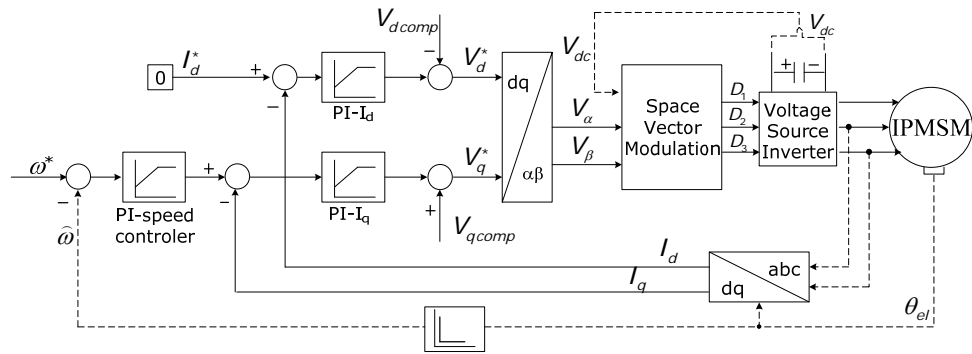 V_dcomp
V_dc
0
I_d^*
+
−
PI-I_d
−
V_d^*
dq
αβ
V_dc
V_α
V_β
Space
Vector
Modulation
D_1
D_2
D_3
+ −
Voltage
Source
Inverter
IPMSM
ω*
−
ω̂
PI-speed
controler
+
−
PI-I_q
+
V_q^*
V_qcomp
I_d
I_q
abc
dq
θ_el